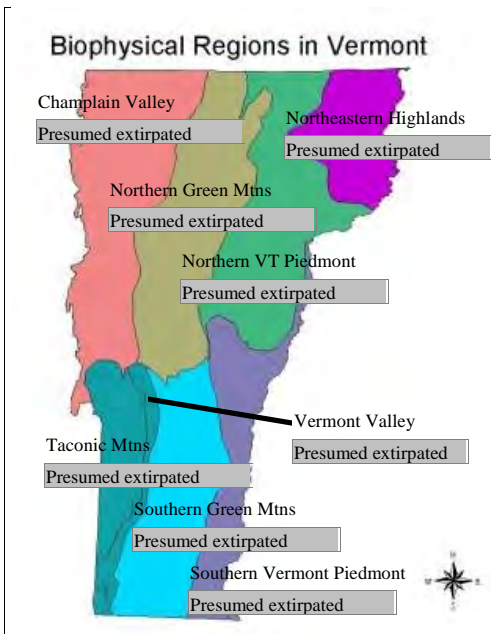 Biophysical Regions in Vermont
Champlain Valley
Presumed extirpated
Northeastern Highlands
Presumed extirpated
Northern Green Mtns
Presumed extirpated
Northern VT Piedmont
Presumed extirpated
Vermont Valley
Presumed extirpated
Taconic Mtns
Presumed extirpated
Southern Green Mtns
Presumed extirpated
Southern Vermont Piedmont
Presumed extirpated